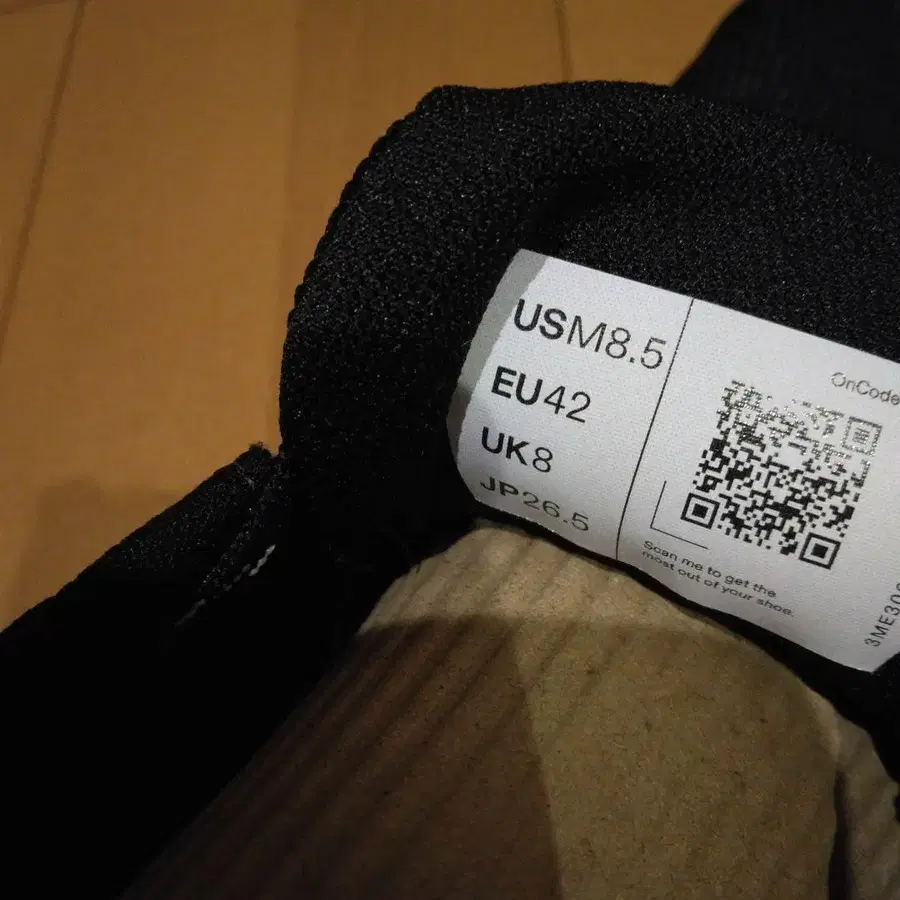 USM8.5
EU42
UK8
JP26.5
OnCode
Scan me to get the
most out of your shoe.